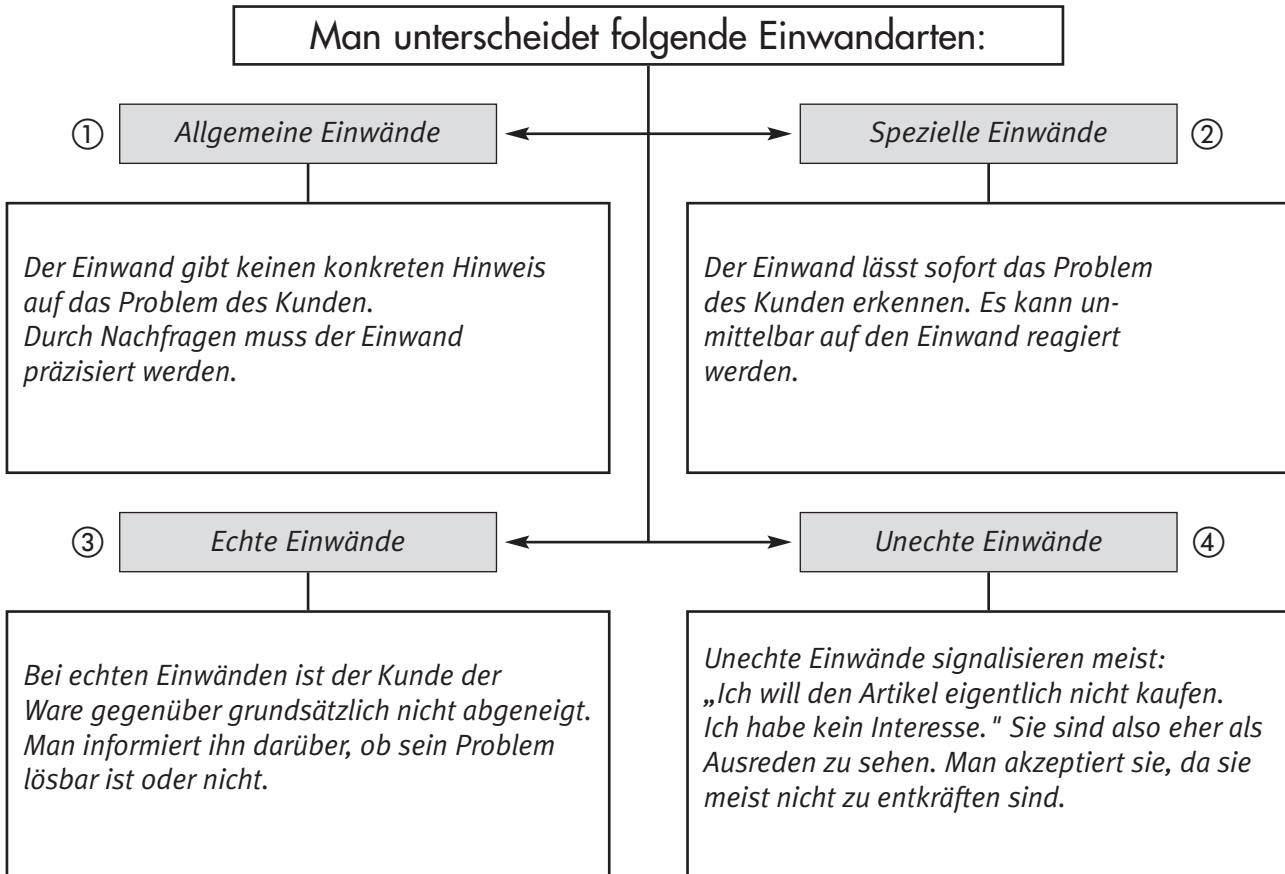 Man unterscheidet folgende Einwandarten:
① Allgemeine Einwände
Der Einwand gibt keinen konkreten Hinweis
auf das Problem des Kunden.
Durch Nachfragen muss der Einwand
präzisiert werden.
Spezielle Einwände ②
Der Einwand lässt sofort das Problem
des Kunden erkennen. Es kann un-
mittelbar auf den Einwand reagiert
werden.
③ Echte Einwände
Bei echten Einwänden ist der Kunde der
Ware gegenüber grundsätzlich nicht abgeneigt.
Man informiert ihn darüber, ob sein Problem
lösbar ist oder nicht.
Unechte Einwände ④
Unechte Einwände signalisieren meist:
„Ich will den Artikel eigentlich nicht kaufen.
Ich habe kein Interesse." Sie sind also eher als
Ausreden zu sehen. Man akzeptiert sie, da sie
meist nicht zu entkräften sind.